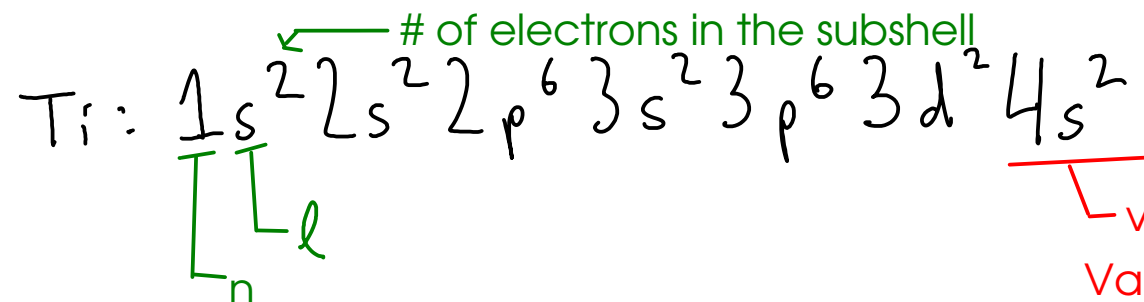 # of electrons in the subshell
Ti: 1s²2s²2p⁶3s²3p⁶3d²4s²
l
n